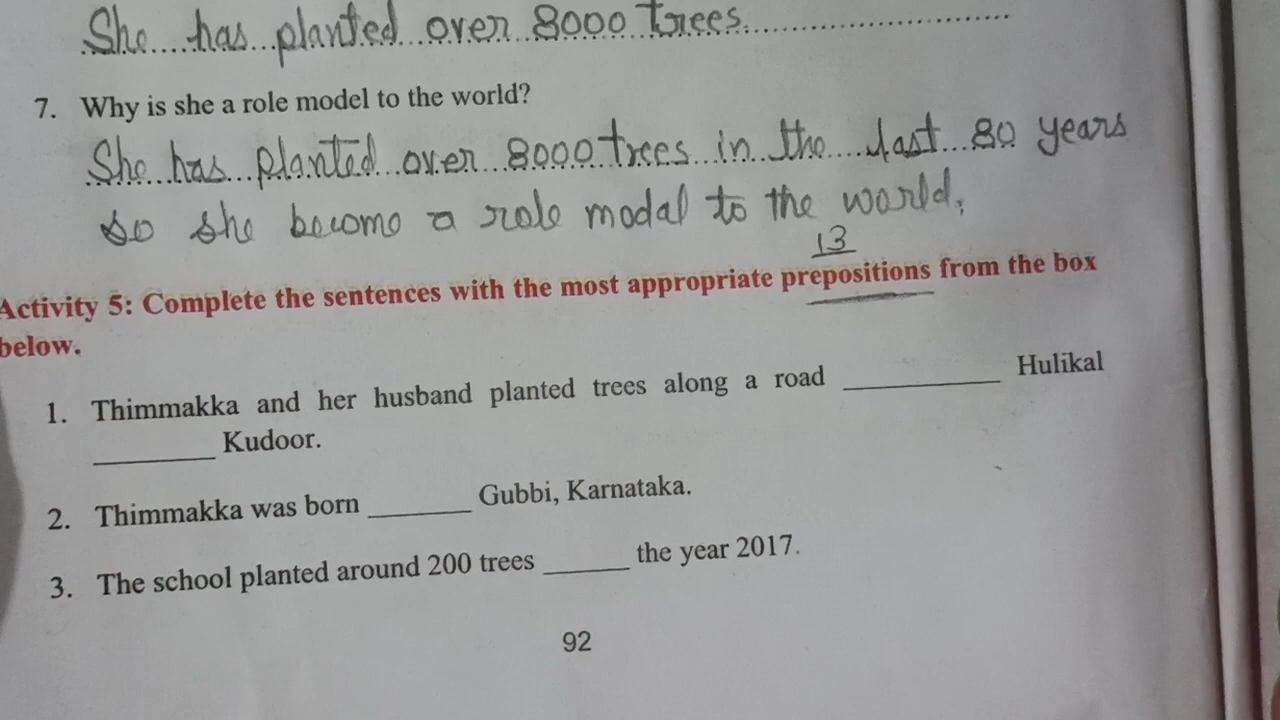 She has planted over 8000 trees.
7. Why is she a role model to the world?
She has planted over 8000 trees in the last 80 years
so she become a role modal to the world.
13
Activity 5: Complete the sentences with the most appropriate prepositions from the box
below.
1. Thimmakka and her husband planted trees along a road __________ Hulikal
________ Kudoor.
2. Thimmakka was born _______ Gubbi, Karnataka.
3. The school planted around 200 trees ______ the year 2017.
92